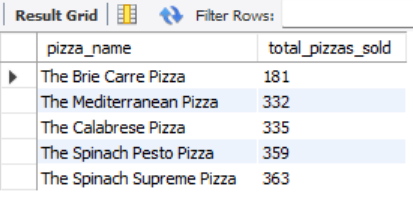 Result Grid Filter Rows:
pizza_name total_pizzas_sold
The Brie Carre Pizza 181
The Mediterranean Pizza 332
The Calabrese Pizza 335
The Spinach Pesto Pizza 359
The Spinach Supreme Pizza 363